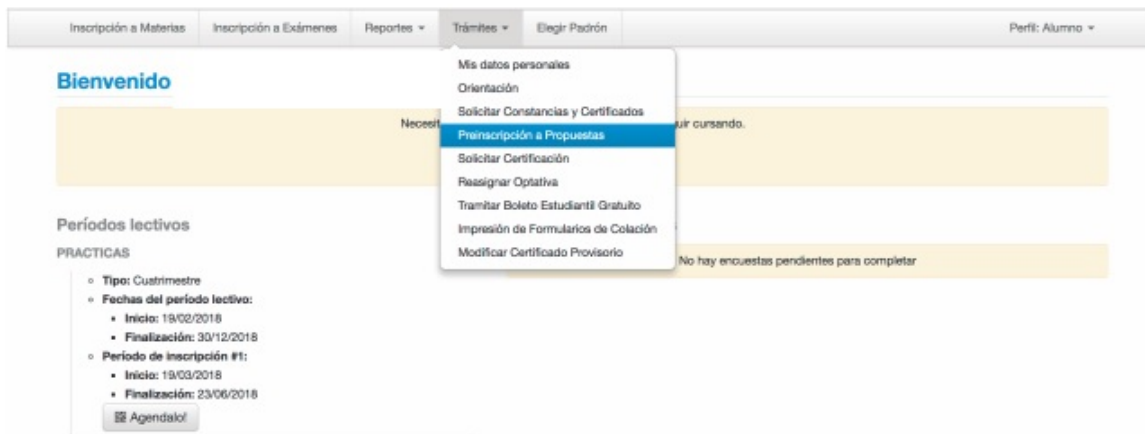 Inscripción a Materias Inscripción a Exámenes Reportes Trámites Elegir Padrón Perfil: Alumno
Mis datos personales
Orientación
Solicitar Constancias y Certificados
Preinscripción a Propuestas
Solicitar Certificación
Reasignar Optativa
Tramitar Boleto Estudiantil Gratuito
Impresión de Formularios de Colación
Modificar Certificado Provisorio
Bienvenido
Necesit uir cursando.
Períodos lectivos
PRACTICAS
Tipo: Cuatrimestre
Fechas del período lectivo:
Inicio: 19/02/2018
Finalización: 30/12/2018
Período de inscripción #1:
Inicio: 19/03/2018
Finalización: 23/06/2018
Agendalo!
No hay encuestas pendientes para completar